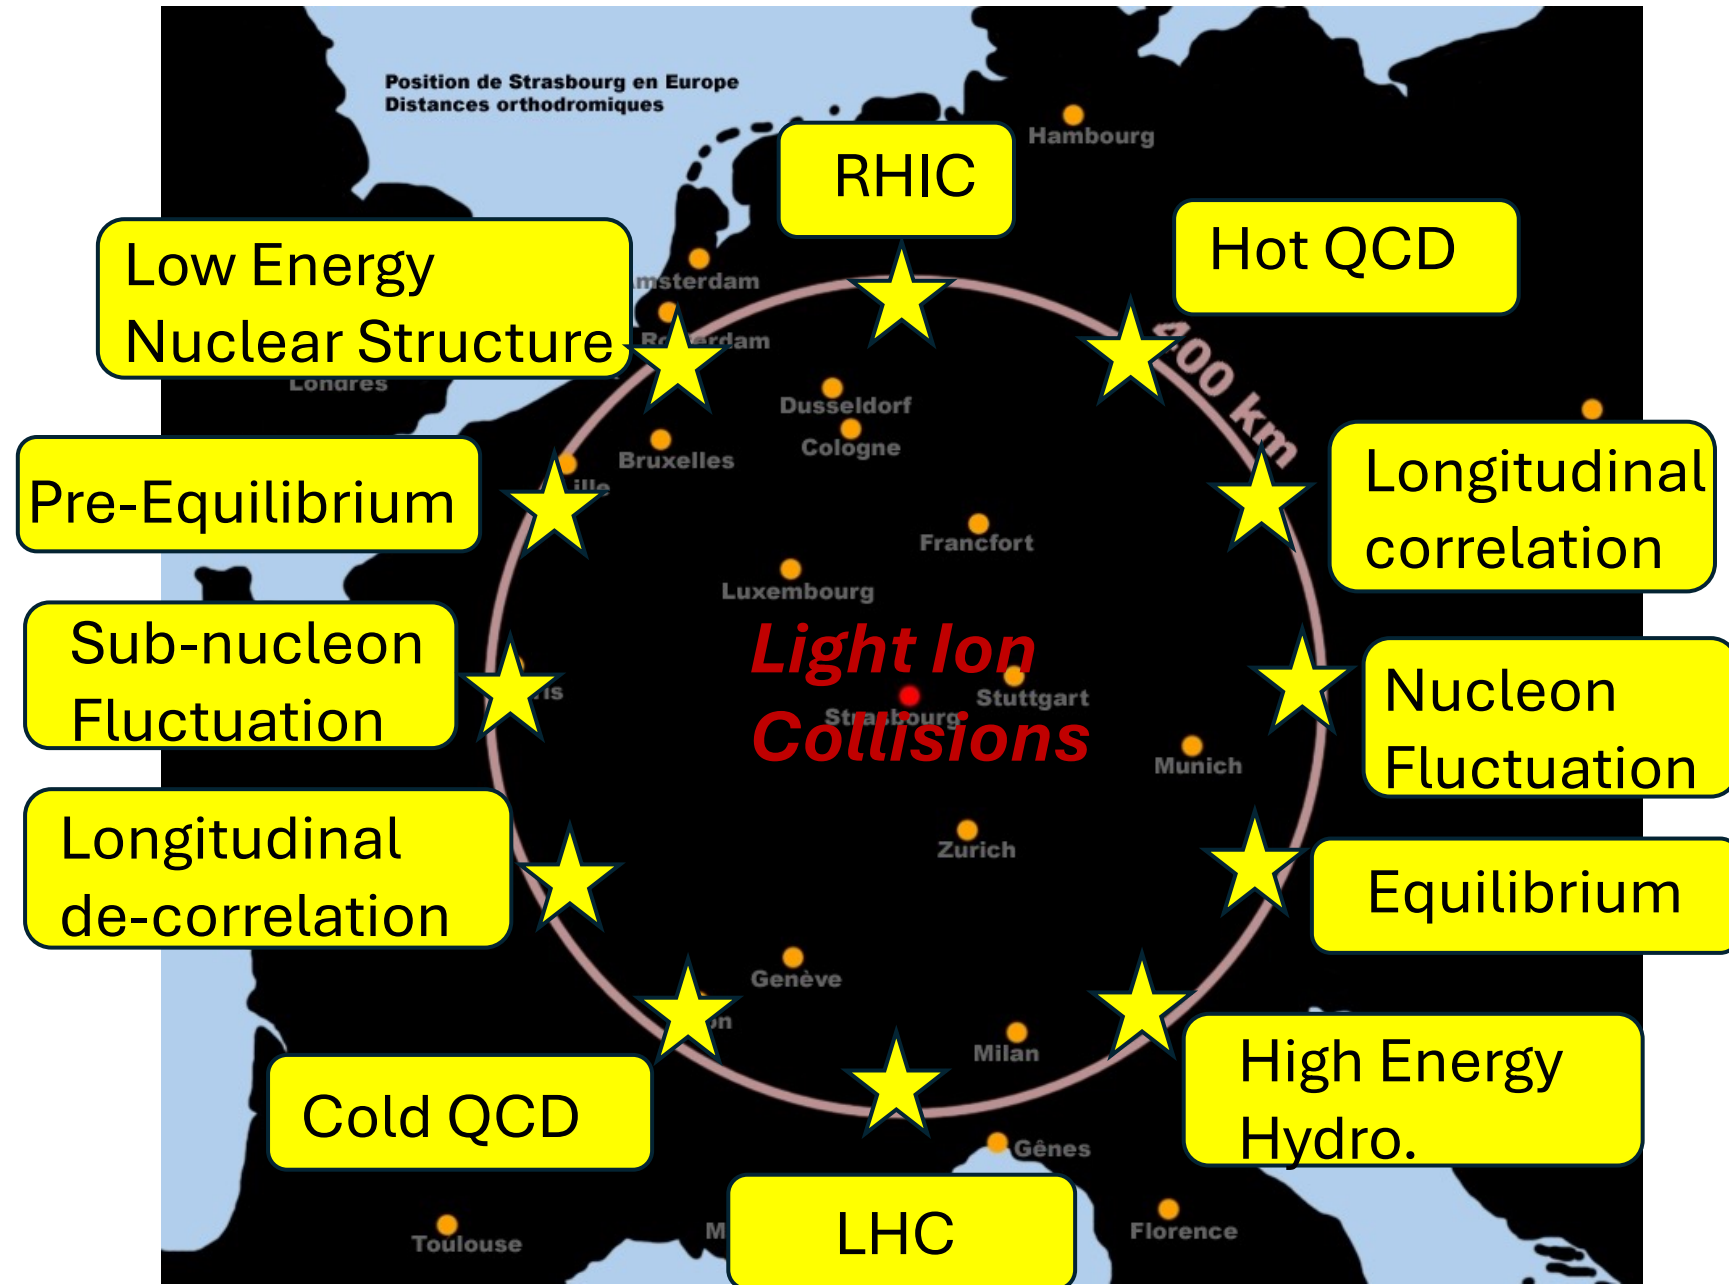 Position de Strasbourg en Europe
Distances orthodromiques
Hambourg
RHIC
Hot QCD
Low Energy
Nuclear Structure
Londres
400 km
Dusseldorf
Cologne
Bruxelles
Longitudinal
correlation
Pre-Equilibrium
Francfort
Luxembourg
Sub-nucleon
Fluctuation
Light Ion
Collisions
Stuttgart
Strasbourg
Nucleon
Fluctuation
Munich
Longitudinal
de-correlation
Zurich
Equilibrium
Genève
Milan
High Energy
Hydro.
Cold QCD
Gênes
LHC
Toulouse
Florence